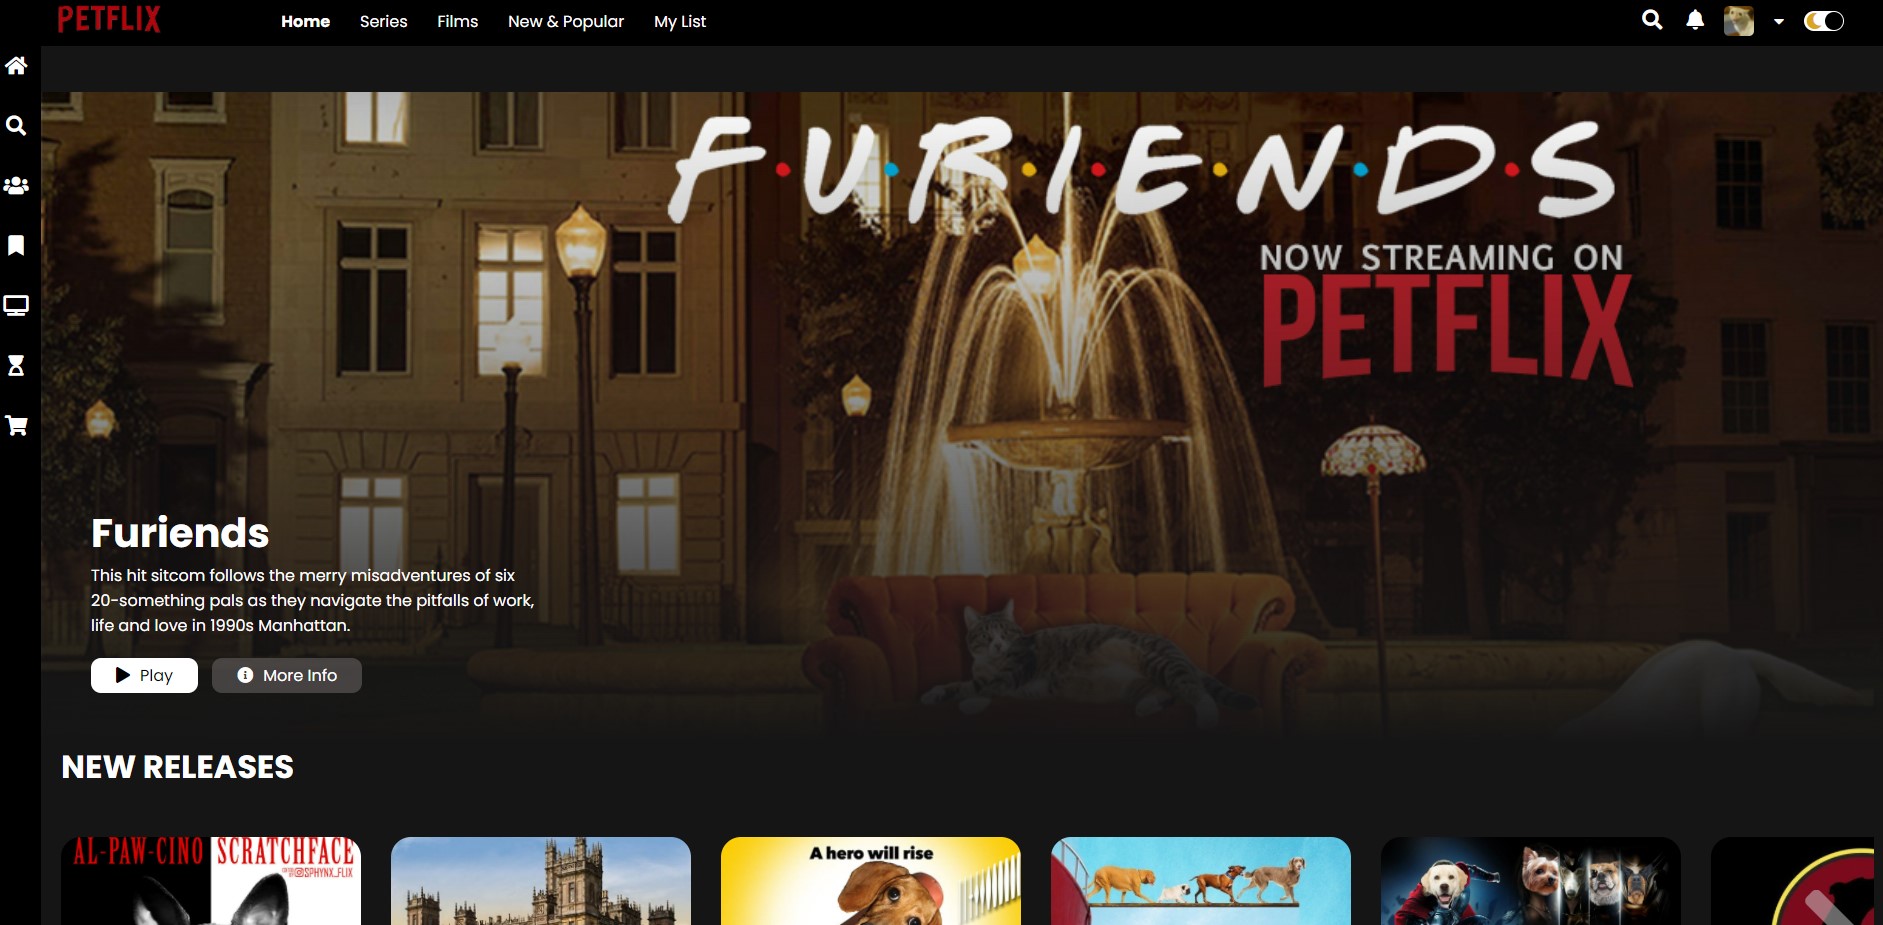 PETFLIX
Home
Series
Films
New & Popular
My List
FURIENDS
NOW STREAMING ON
PETFLIX
Furiends
This hit sitcom follows the merry misadventures of six
20-something pals as they navigate the pitfalls of work,
life and love in 1990s Manhattan.
Play
More Info
NEW RELEASES
AL-PAW-CINO SCRATCHFACE
@SPHYNX_FLIX
A hero will rise